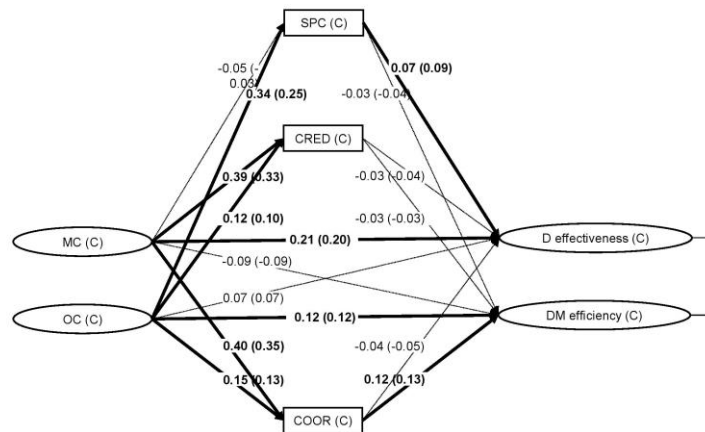 SPC (C)
-0.05 (-
0.03)
0.07 (0.09)
0.34 (0.25)
-0.03 (-0.04)
CRED (C)
0.39 (0.33)
-0.03 (-0.04)
0.12 (0.10)
-0.03 (-0.03)
MC (C)
0.21 (0.20)
D effectiveness (C)
-0.09 (-0.09)
0.07 (0.07)
OC (C)
0.12 (0.12)
DM efficiency (C)
0.40 (0.35)
-0.04 (-0.05)
0.15 (0.13)
0.12 (0.13)
COOR (C)